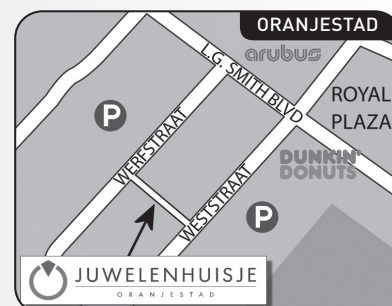 ORANJESTAD
arubus
L.G. SMITH BLVD
ROYAL
PLAZA
P
WERFSTRAAT
DUNKIN'
DONUTS
WESTSTRAAT
P
JUWELENHUISJE
ORANJESTAD